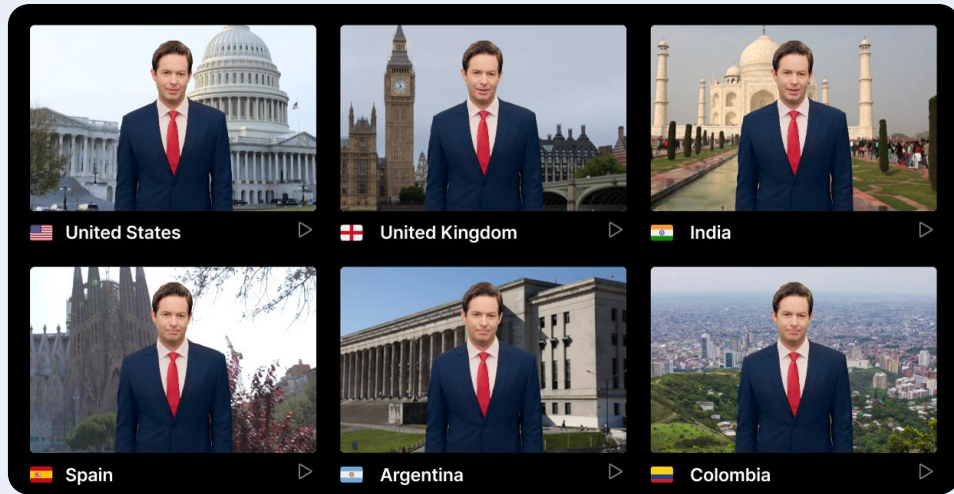 United States
United Kingdom
India
Spain
Argentina
Colombia